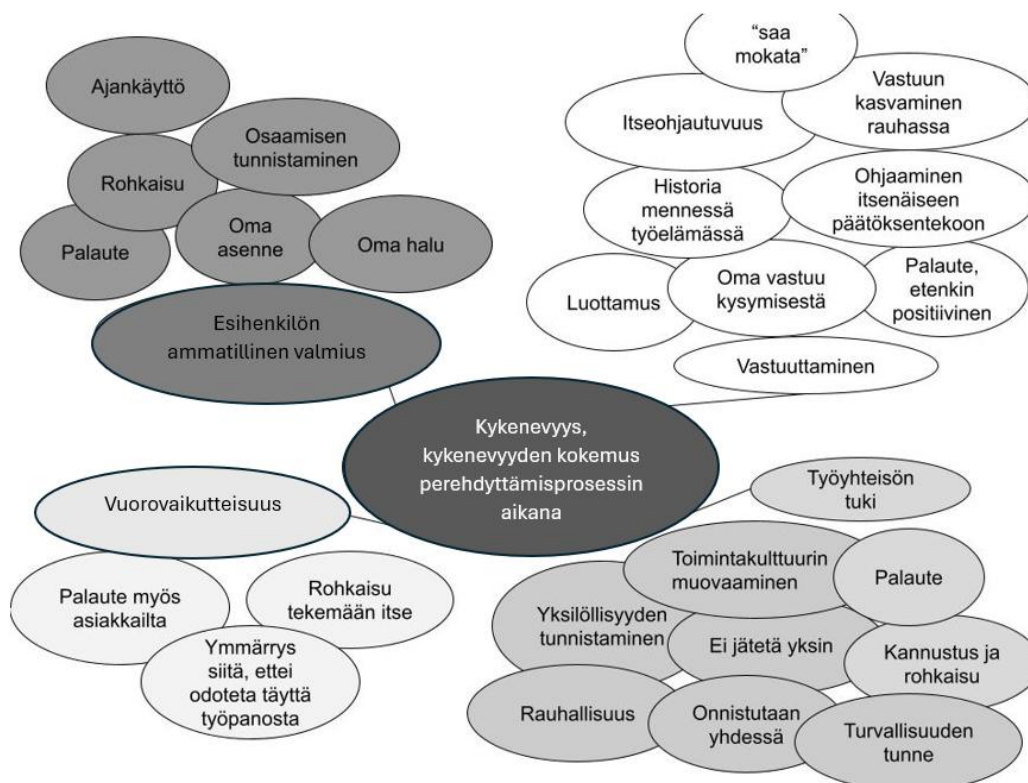 Ajankäyttö
Osaamisen
tunnistaminen
Rohkaisu
Oma
asenne
Oma halu
Palaute
Esihenkilön
ammatillinen valmius
"saa
mokata"
Vastuun
kasvaminen
rauhassa
Itseohjautuvuus
Historia
mennessä
työelämässä
Ohjaaminen
itsenäiseen
päätöksentekoon
Luottamus
Oma vastuu
kysymisestä
Palaute,
etenkin
positiivinen
Vastuuttaminen
Kykenevyys,
kykenevyyden kokemus
perehdyttämisprosessin
aikana
Vuorovaikutteisuus
Palaute myös
asiakkailta
Rohkaisu
tekemään itse
Ymmärrys
siitä, ettei
odoteta täyttä
työpanosta
Työyhteisön
tuki
Toimintakulttuurin
muovaaminen
Palaute
Yksilöllisyyden
tunnistaminen
Ei jätetä yksin
Kannustus ja
rohkaisu
Rauhallisuus
Onnistutaan
yhdessä
Turvallisuuden
tunne